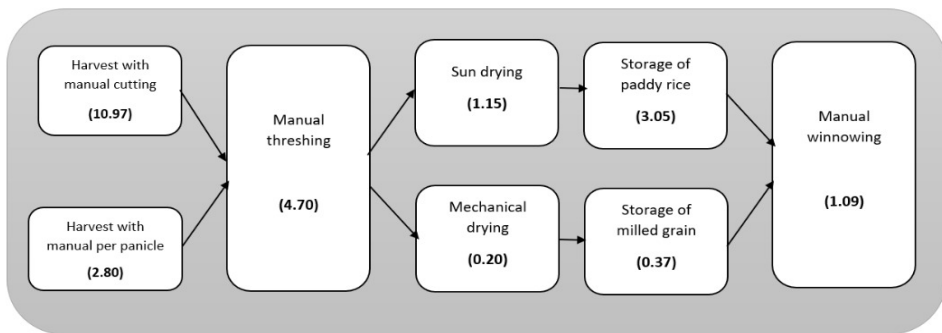 Harvest with
manual cutting
(10.97)
Harvest with
manual per panicle
(2.80)
Manual
threshing
(4.70)
Sun drying
(1.15)
Mechanical
drying
(0.20)
Storage of
paddy rice
(3.05)
Storage of
milled grain
(0.37)
Manual
winnowing
(1.09)